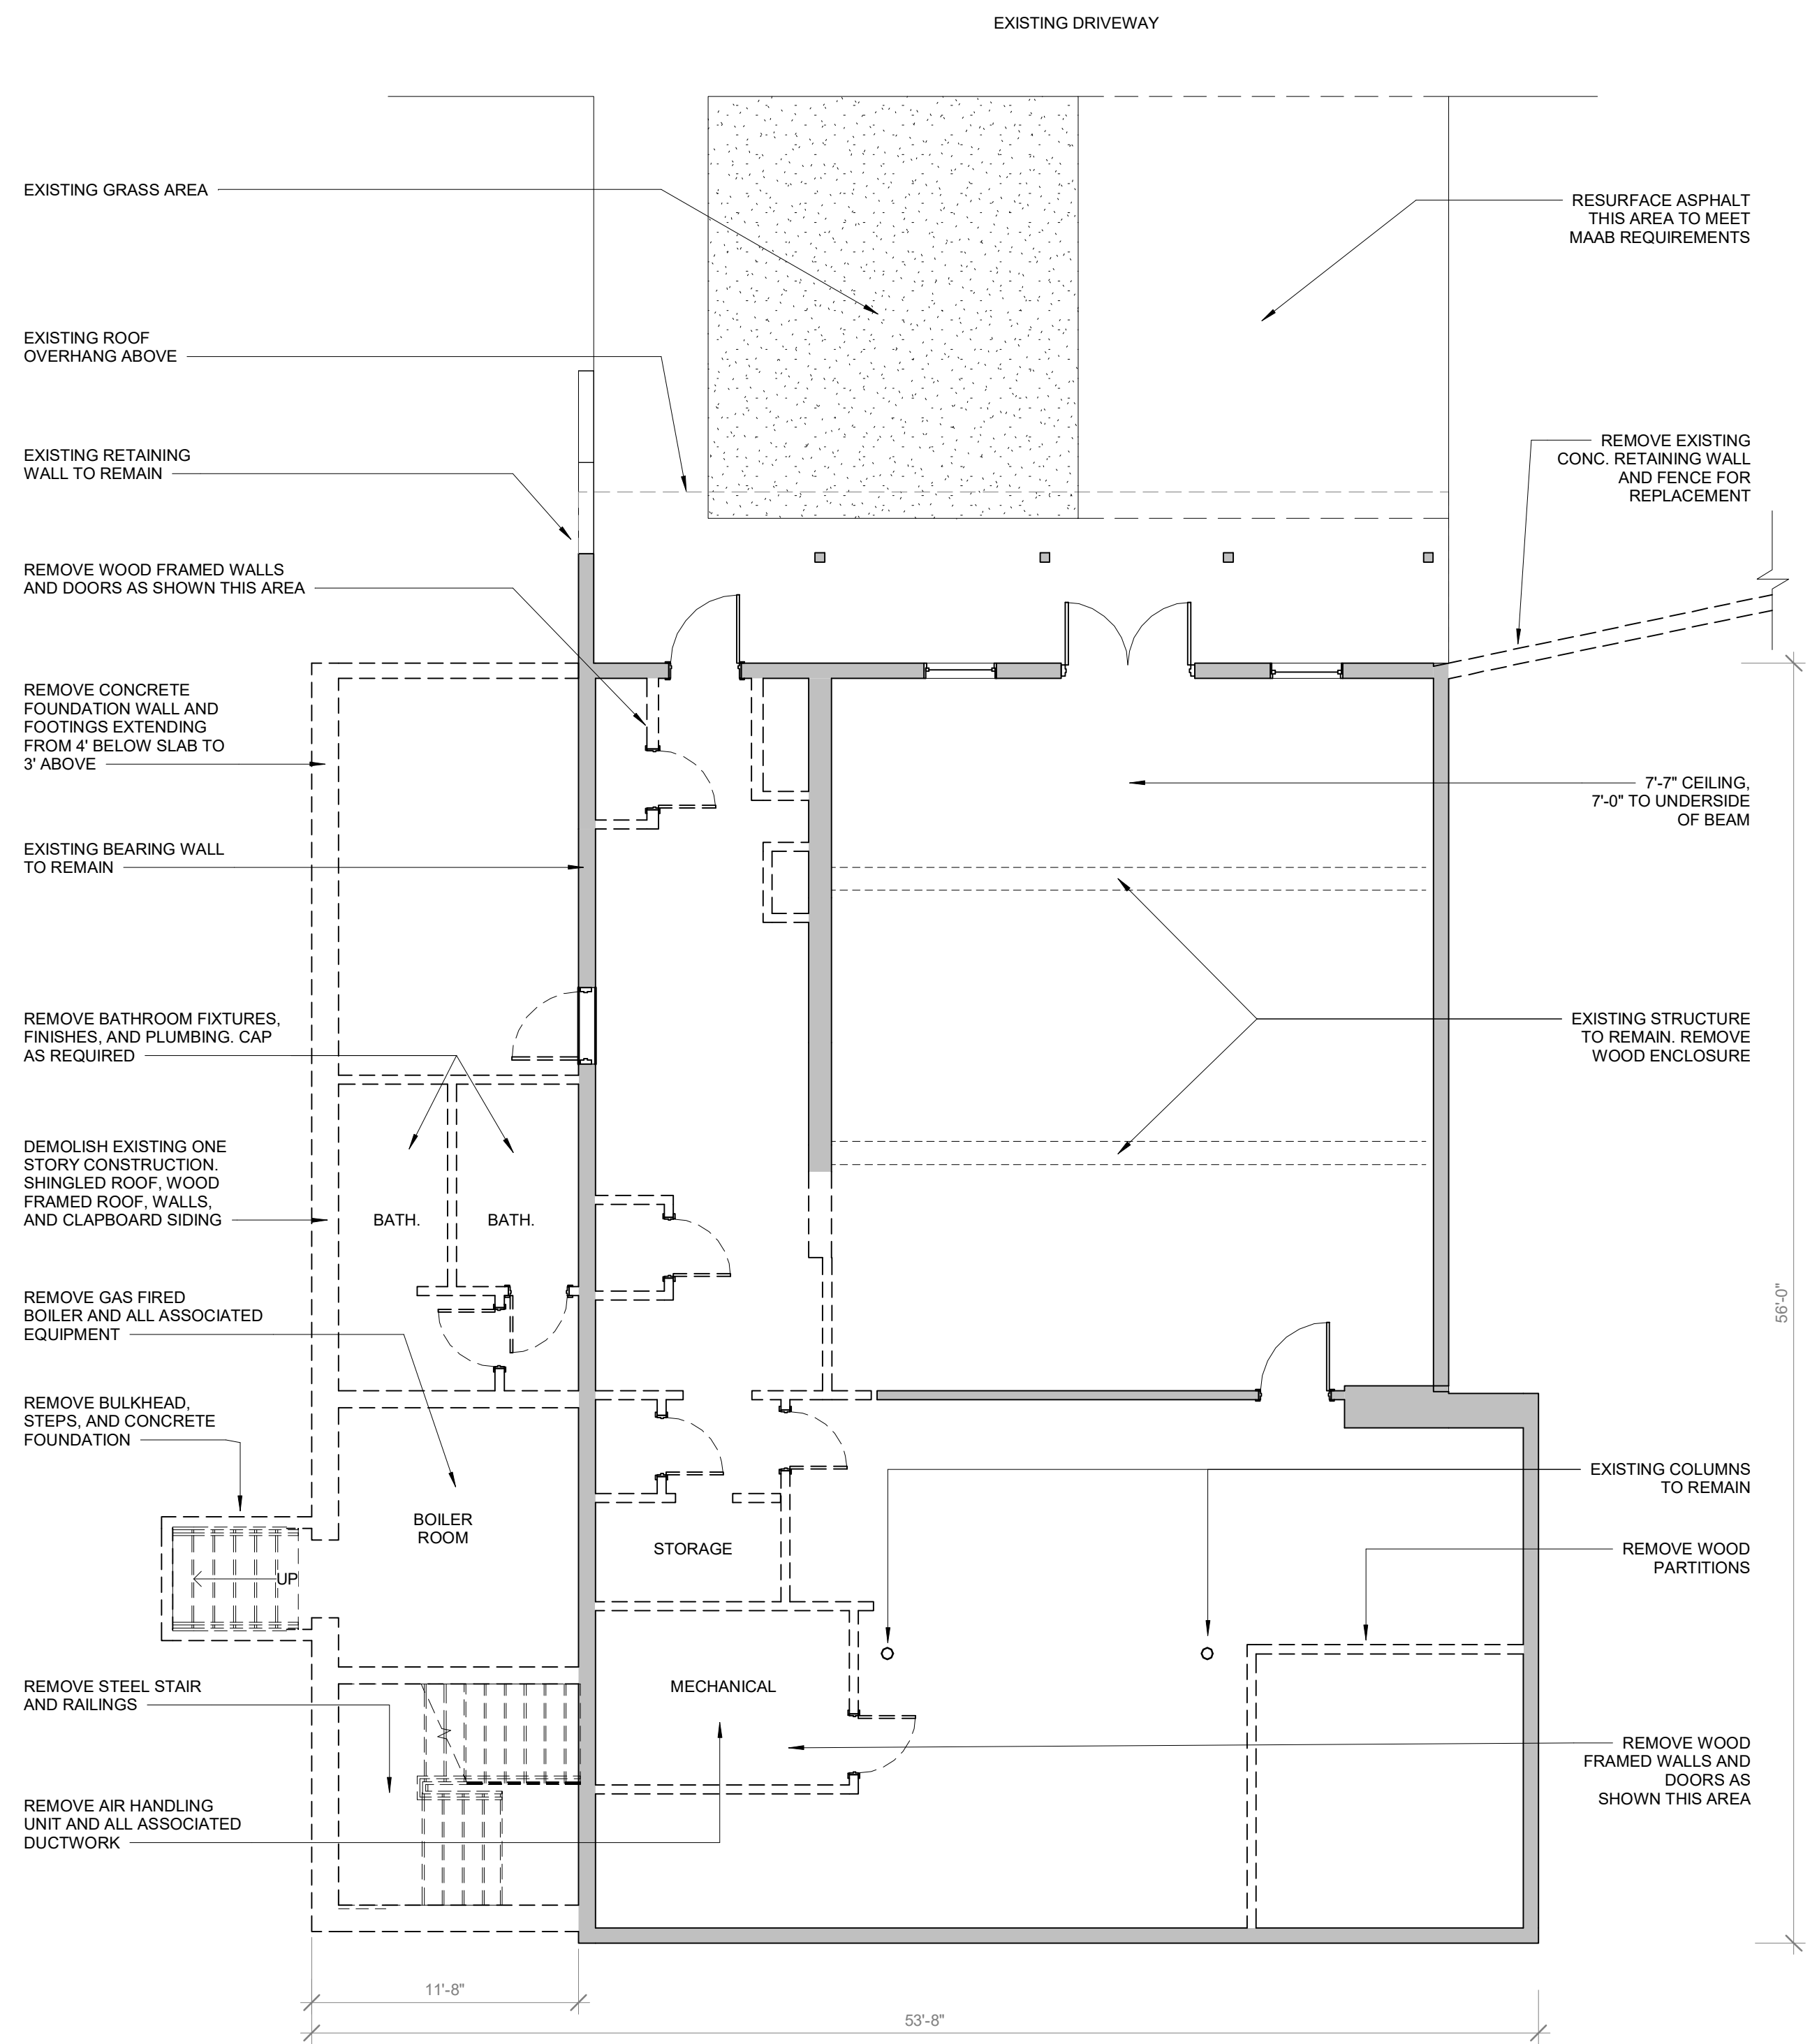 EXISTING DRIVEWAY
EXISTING GRASS AREA
EXISTING ROOF
OVERHANG ABOVE
EXISTING RETAINING
WALL TO REMAIN
REMOVE WOOD FRAMED WALLS
AND DOORS AS SHOWN THIS AREA
REMOVE CONCRETE
FOUNDATION WALL AND
FOOTINGS EXTENDING
FROM 4' BELOW SLAB TO
3' ABOVE
EXISTING BEARING WALL
TO REMAIN
REMOVE BATHROOM FIXTURES,
FINISHES, AND PLUMBING. CAP
AS REQUIRED
DEMOLISH EXISTING ONE
STORY CONSTRUCTION.
SHINGLED ROOF, WOOD
FRAMED ROOF, WALLS,
AND CLAPBOARD SIDING
REMOVE GAS FIRED
BOILER AND ALL ASSOCIATED
EQUIPMENT
REMOVE BULKHEAD,
STEPS, AND CONCRETE
FOUNDATION
REMOVE STEEL STAIR
AND RAILINGS
REMOVE AIR HANDLING
UNIT AND ALL ASSOCIATED
DUCTWORK
BATH.
BATH.
BOILER
ROOM
UP
STORAGE
MECHANICAL
RESURFACE ASPHALT
THIS AREA TO MEET
MAAB REQUIREMENTS
REMOVE EXISTING
CONC. RETAINING WALL
AND FENCE FOR
REPLACEMENT
7'-7" CEILING,
7'-0" TO UNDERSIDE
OF BEAM
EXISTING STRUCTURE
TO REMAIN. REMOVE
WOOD ENCLOSURE
EXISTING COLUMNS
TO REMAIN
REMOVE WOOD
PARTITIONS
REMOVE WOOD
FRAMED WALLS AND
DOORS AS
SHOWN THIS AREA
56'-0"
11'-8"
53'-8"